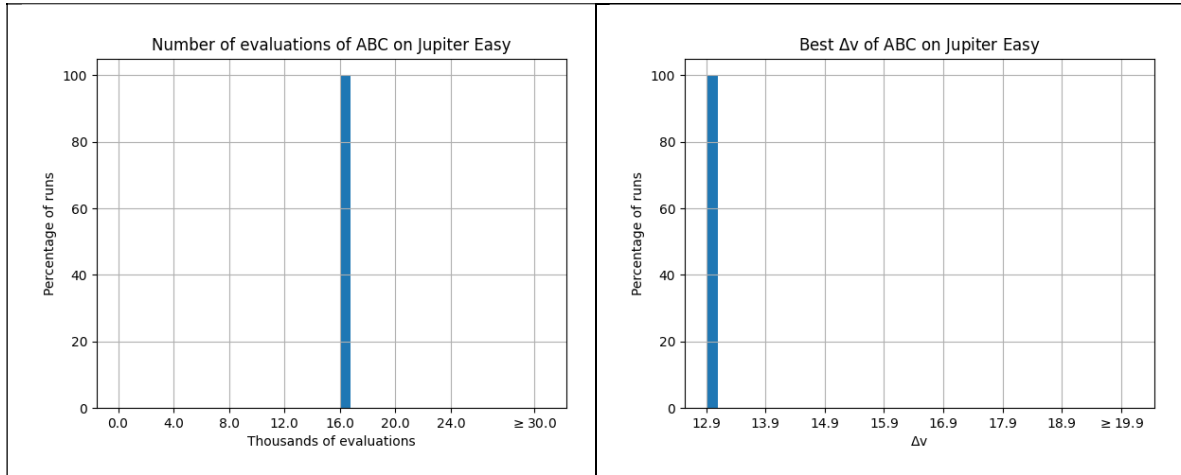 Number of evaluations of ABC on Jupiter Easy
100
80
60
40
20
0
Percentage of runs
0.0 4.0 8.0 12.0 16.0 20.0 24.0 ≥ 30.0
Thousands of evaluations
Best Δv of ABC on Jupiter Easy
100
80
60
40
20
0
Percentage of runs
12.9 13.9 14.9 15.9 16.9 17.9 18.9 ≥ 19.9
Δv